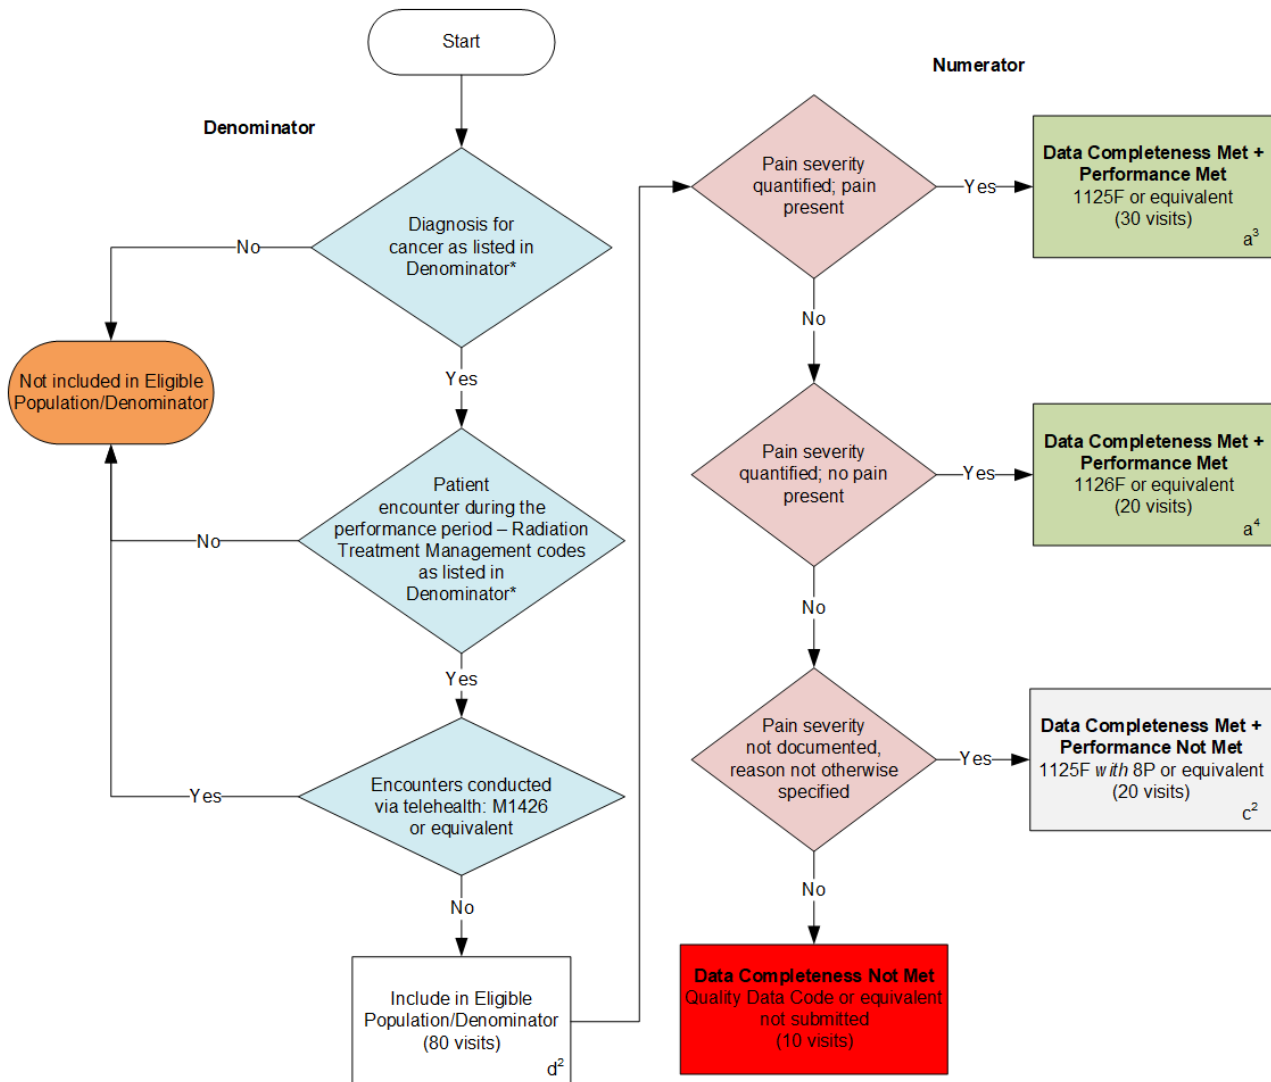 Start
Denominator
Diagnosis for
cancer as listed in
Denominator*
No
Not included in Eligible
Population/Denominator
Yes
Patient
encounter during the
performance period – Radiation
Treatment Management codes
as listed in
Denominator*
No
Yes
Encounters conducted
via telehealth: M1426
or equivalent
Yes
No
Include in Eligible
Population/Denominator
(80 visits)
d²
Numerator
Pain severity
quantified; pain
present
Yes
Data Completeness Met +
Performance Met
1125F or equivalent
(30 visits)
a³
No
Pain severity
quantified; no pain
present
Yes
Data Completeness Met +
Performance Met
1126F or equivalent
(20 visits)
a⁴
No
Pain severity
not documented,
reason not otherwise
specified
Yes
Data Completeness Met +
Performance Not Met
1125F with 8P or equivalent
(20 visits)
c²
No
Data Completeness Not Met
Quality Data Code or equivalent
not submitted
(10 visits)